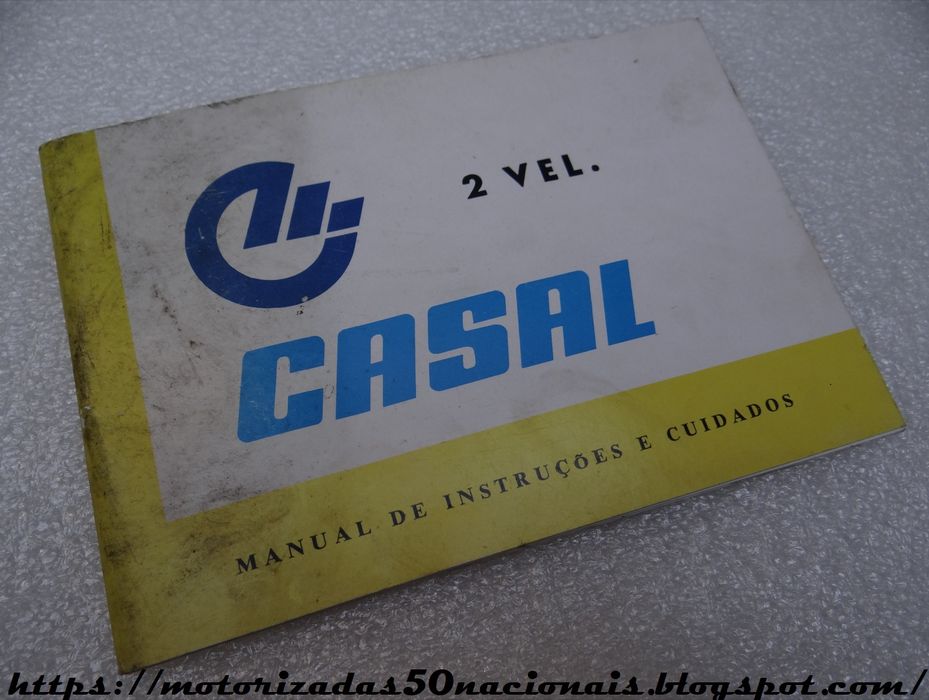 2 VEL.
CASAL
MANUAL DE INSTRUÇÕES E CUIDADOS
https://motorizadas50nacionais.blogspot.com/